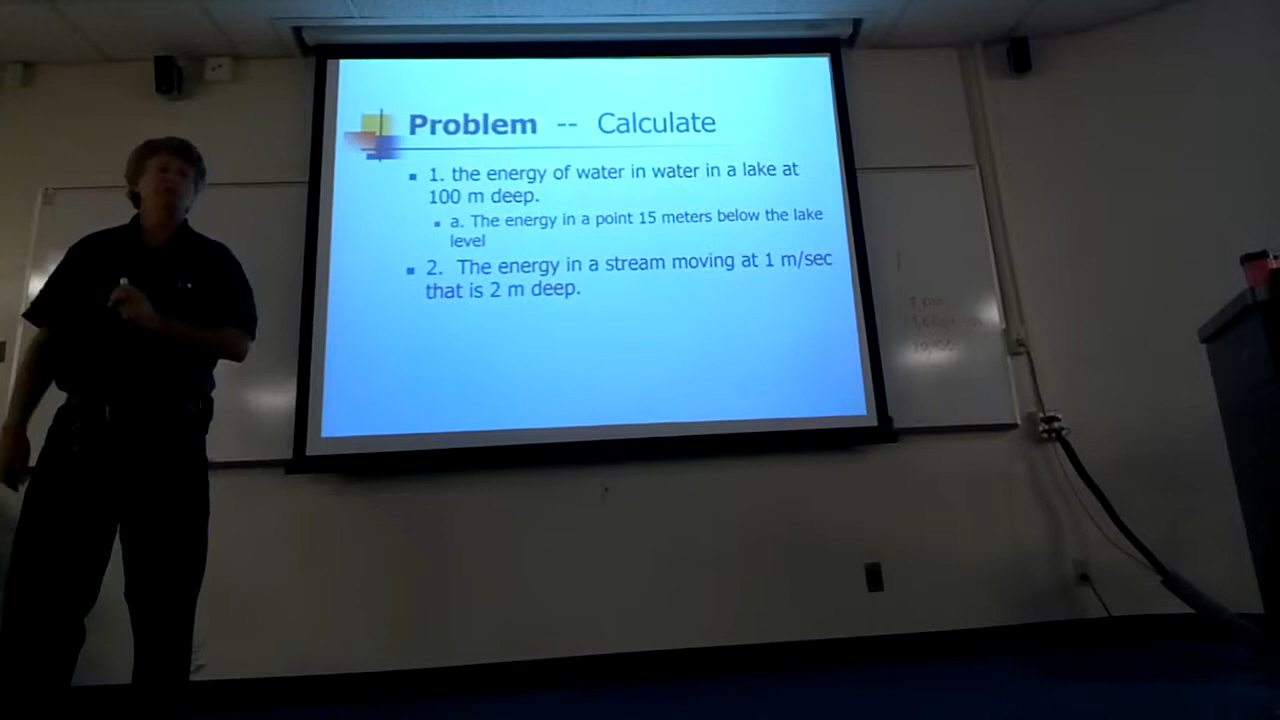 Problem -- Calculate
1. the energy of water in water in a lake at
100 m deep.
a. The energy in a point 15 meters below the lake
level
2. The energy in a stream moving at 1 m/sec
that is 2 m deep.